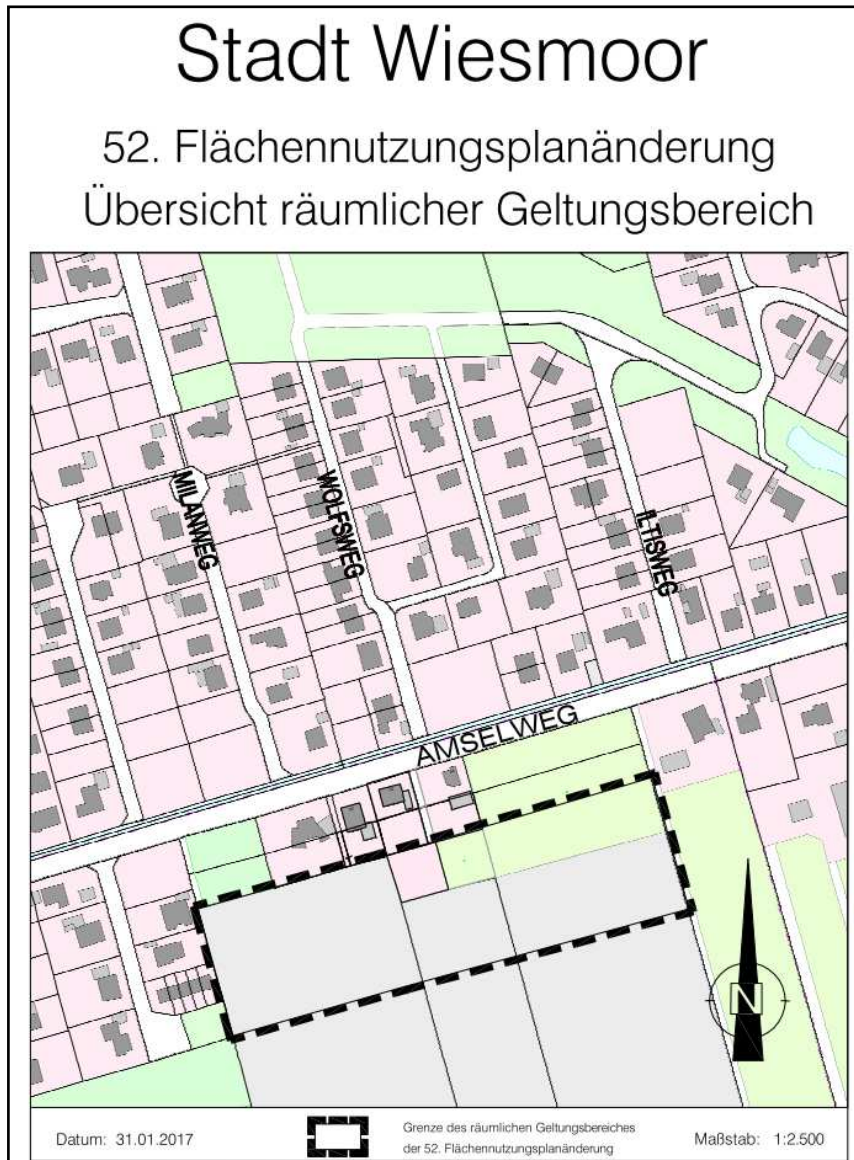 Stadt Wiesmoor
52. Flächennutzungsplanänderung
Übersicht räumlicher Geltungsbereich
MILANWEG
WOLFSWEG
ILTISWEG
AMSELWEG
N
Datum: 31.01.2017
Grenze des räumlichen Geltungsbereiches
der 52. Flächennutzungsplanänderung
Maßstab: 1:2.500